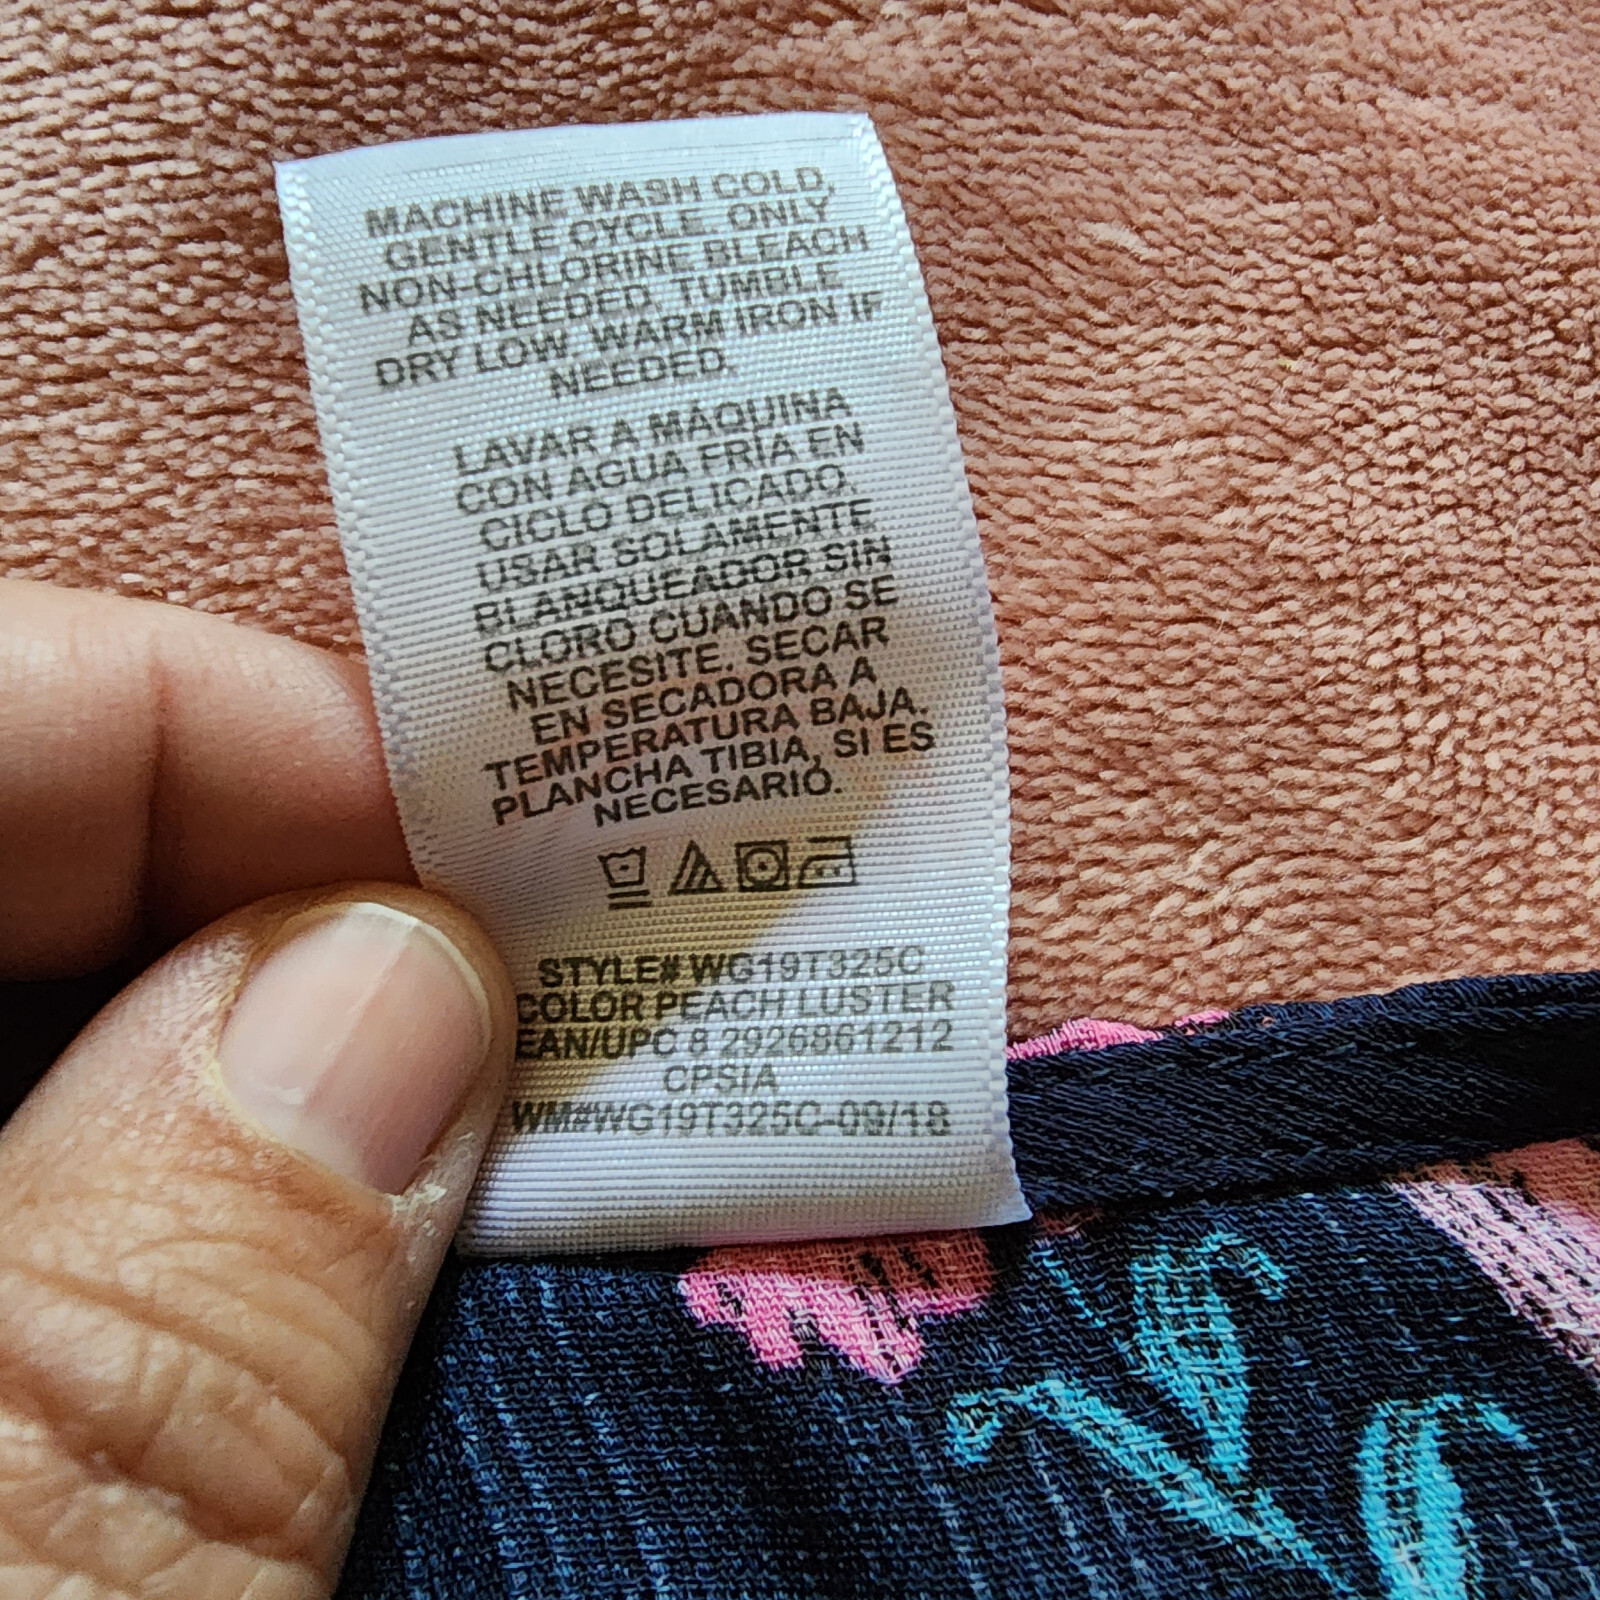 MACHINE WASH COLD,
GENTLE CYCLE. ONLY
NON-CHLORINE BLEACH
AS NEEDED. TUMBLE
DRY LOW. WARM IRON IF
NEEDED.
LAVAR A MÁQUINA
CON AGUA FRÍA EN
CICLO DELICADO.
USAR SOLAMENTE
BLANQUEADOR SIN
CLORO CUANDO SE
NECESITE. SECAR
EN SECADORA A
TEMPERATURA BAJA.
PLANCHA TIBIA, SI ES
NECESARIO.
STYLE# WG19T325C
COLOR PEACH LUSTER
EAN/UPC 8 2926861212
CPSIA
WM#WG19T325C-09/18